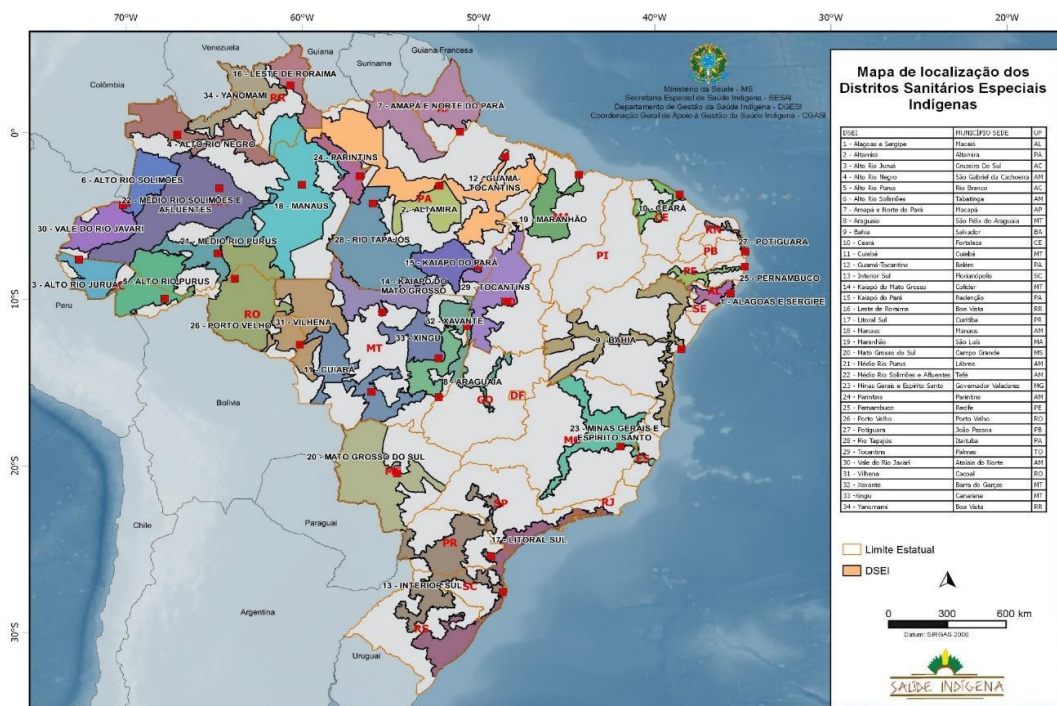 70°W
60°W
50°W
40°W
30°W
20°W
0°
10°S
20°S
30°S
Venezuela
Guiana
Suriname
Guiana Francesa
Colômbia
Peru
Bolívia
Chile
Paraguai
Argentina
Uruguai
Ministério da Saúde - MS
Secretaria Especial de Saúde Indígena - SESAI
Departamento de Gestão da Saúde Indígena - DGESI
Coordenação Geral de Apoio à Gestão da Saúde Indígena - CGASI
16 - LESTE DE RORAIMA
34 - YANOMAMI
RR
7 - AMAPÁ E NORTE DO PARÁ
4 - ALTO RIO NEGRO
24 - PARINTINS
12 - GUAMÁ-
TOCANTINS
6 - ALTO RIO SOLIMÕES
22 - MÉDIO RIO SOLIMÕES E
AFLUENTES
18 - MANAUS
PA
2 - ALTAMIRA
19 - MARANHÃO
10 - CEARÁ
CE
RN
30 - VALE DO RIO JAVARI
21 - MÉDIO RIO PURUS
28 - RIO TAPAJÓS
PI
PB
27 - POTIGUARA
15 - KAIAPÓ DO PARÁ
PE
25 - PERNAMBUCO
3 - ALTO RIO JURUÁ
5 - ALTO RIO PURUS
14 - KAIAPÓ DO
MATO GROSSO
29 - TOCANTINS
AL
1 - ALAGOAS E SERGIPE
SE
26 - PORTO VELHO
RO
31 - VILHENA
32 - XAVANTE
33 - XINGU
MT
9 - BAHIA
11 - CUIABÁ
8 - ARAGUAIA
GO
DF
23 - MINAS GERAIS E
ESPÍRITO SANTO
MG
ES
20 - MATO GROSSO DO SUL
MS
SP
RJ
PR
17 - LITORAL SUL
13 - INTERIOR SUL
SC
RS
Mapa de localização dos
Distritos Sanitários Especiais
Indígenas
DSEI MUNICÍPIO SEDE UF
1 - Alagoas e Sergipe Maceió AL
2 - Altamira Altamira PA
3 - Alto Rio Juruá Cruzeiro Do Sul AC
4 - Alto Rio Negro São Gabriel da Cachoeira AM
5 - Alto Rio Purus Rio Branco AC
6 - Alto Rio Solimões Tabatinga AM
7 - Amapá e Norte do Pará Macapá AP
8 - Araguaia São Félix do Araguaia MT
9 - Bahia Salvador BA
10 - Ceará Fortaleza CE
11 - Cuiabá Cuiabá MT
12 - Guamá-Tocantins Belém PA
13 - Interior Sul Florianópolis SC
14 - Kaiapó do Mato Grosso Colíder MT
15 - Kaiapó do Pará Redenção PA
16 - Leste de Roraima Boa Vista RR
17 - Litoral Sul Curitiba PR
18 - Manaus Manaus AM
19 - Maranhão São Luís MA
20 - Mato Grosso do Sul Campo Grande MS
21 - Médio Rio Purus Lábrea AM
22 - Médio Rio Solimões e Afluentes Tefé AM
23 - Minas Gerais e Espírito Santo Governador Valadares MG
24 - Parintins Parintins AM
25 - Pernambuco Recife PE
26 - Porto Velho Porto Velho RO
27 - Potiguara João Pessoa PB
28 - Rio Tapajós Itaituba PA
29 - Tocantins Palmas TO
30 - Vale do Rio Javari Atalaia do Norte AM
31 - Vilhena Cacoal RO
32 - Xavante Barra do Garças MT
33 - Xingu Canarana MT
34 - Yanomami Boa Vista RR
Limite Estatual
DSEI
0 300 600 km
Datum: SIRGAS 2000
SAÚDE INDÍGENA